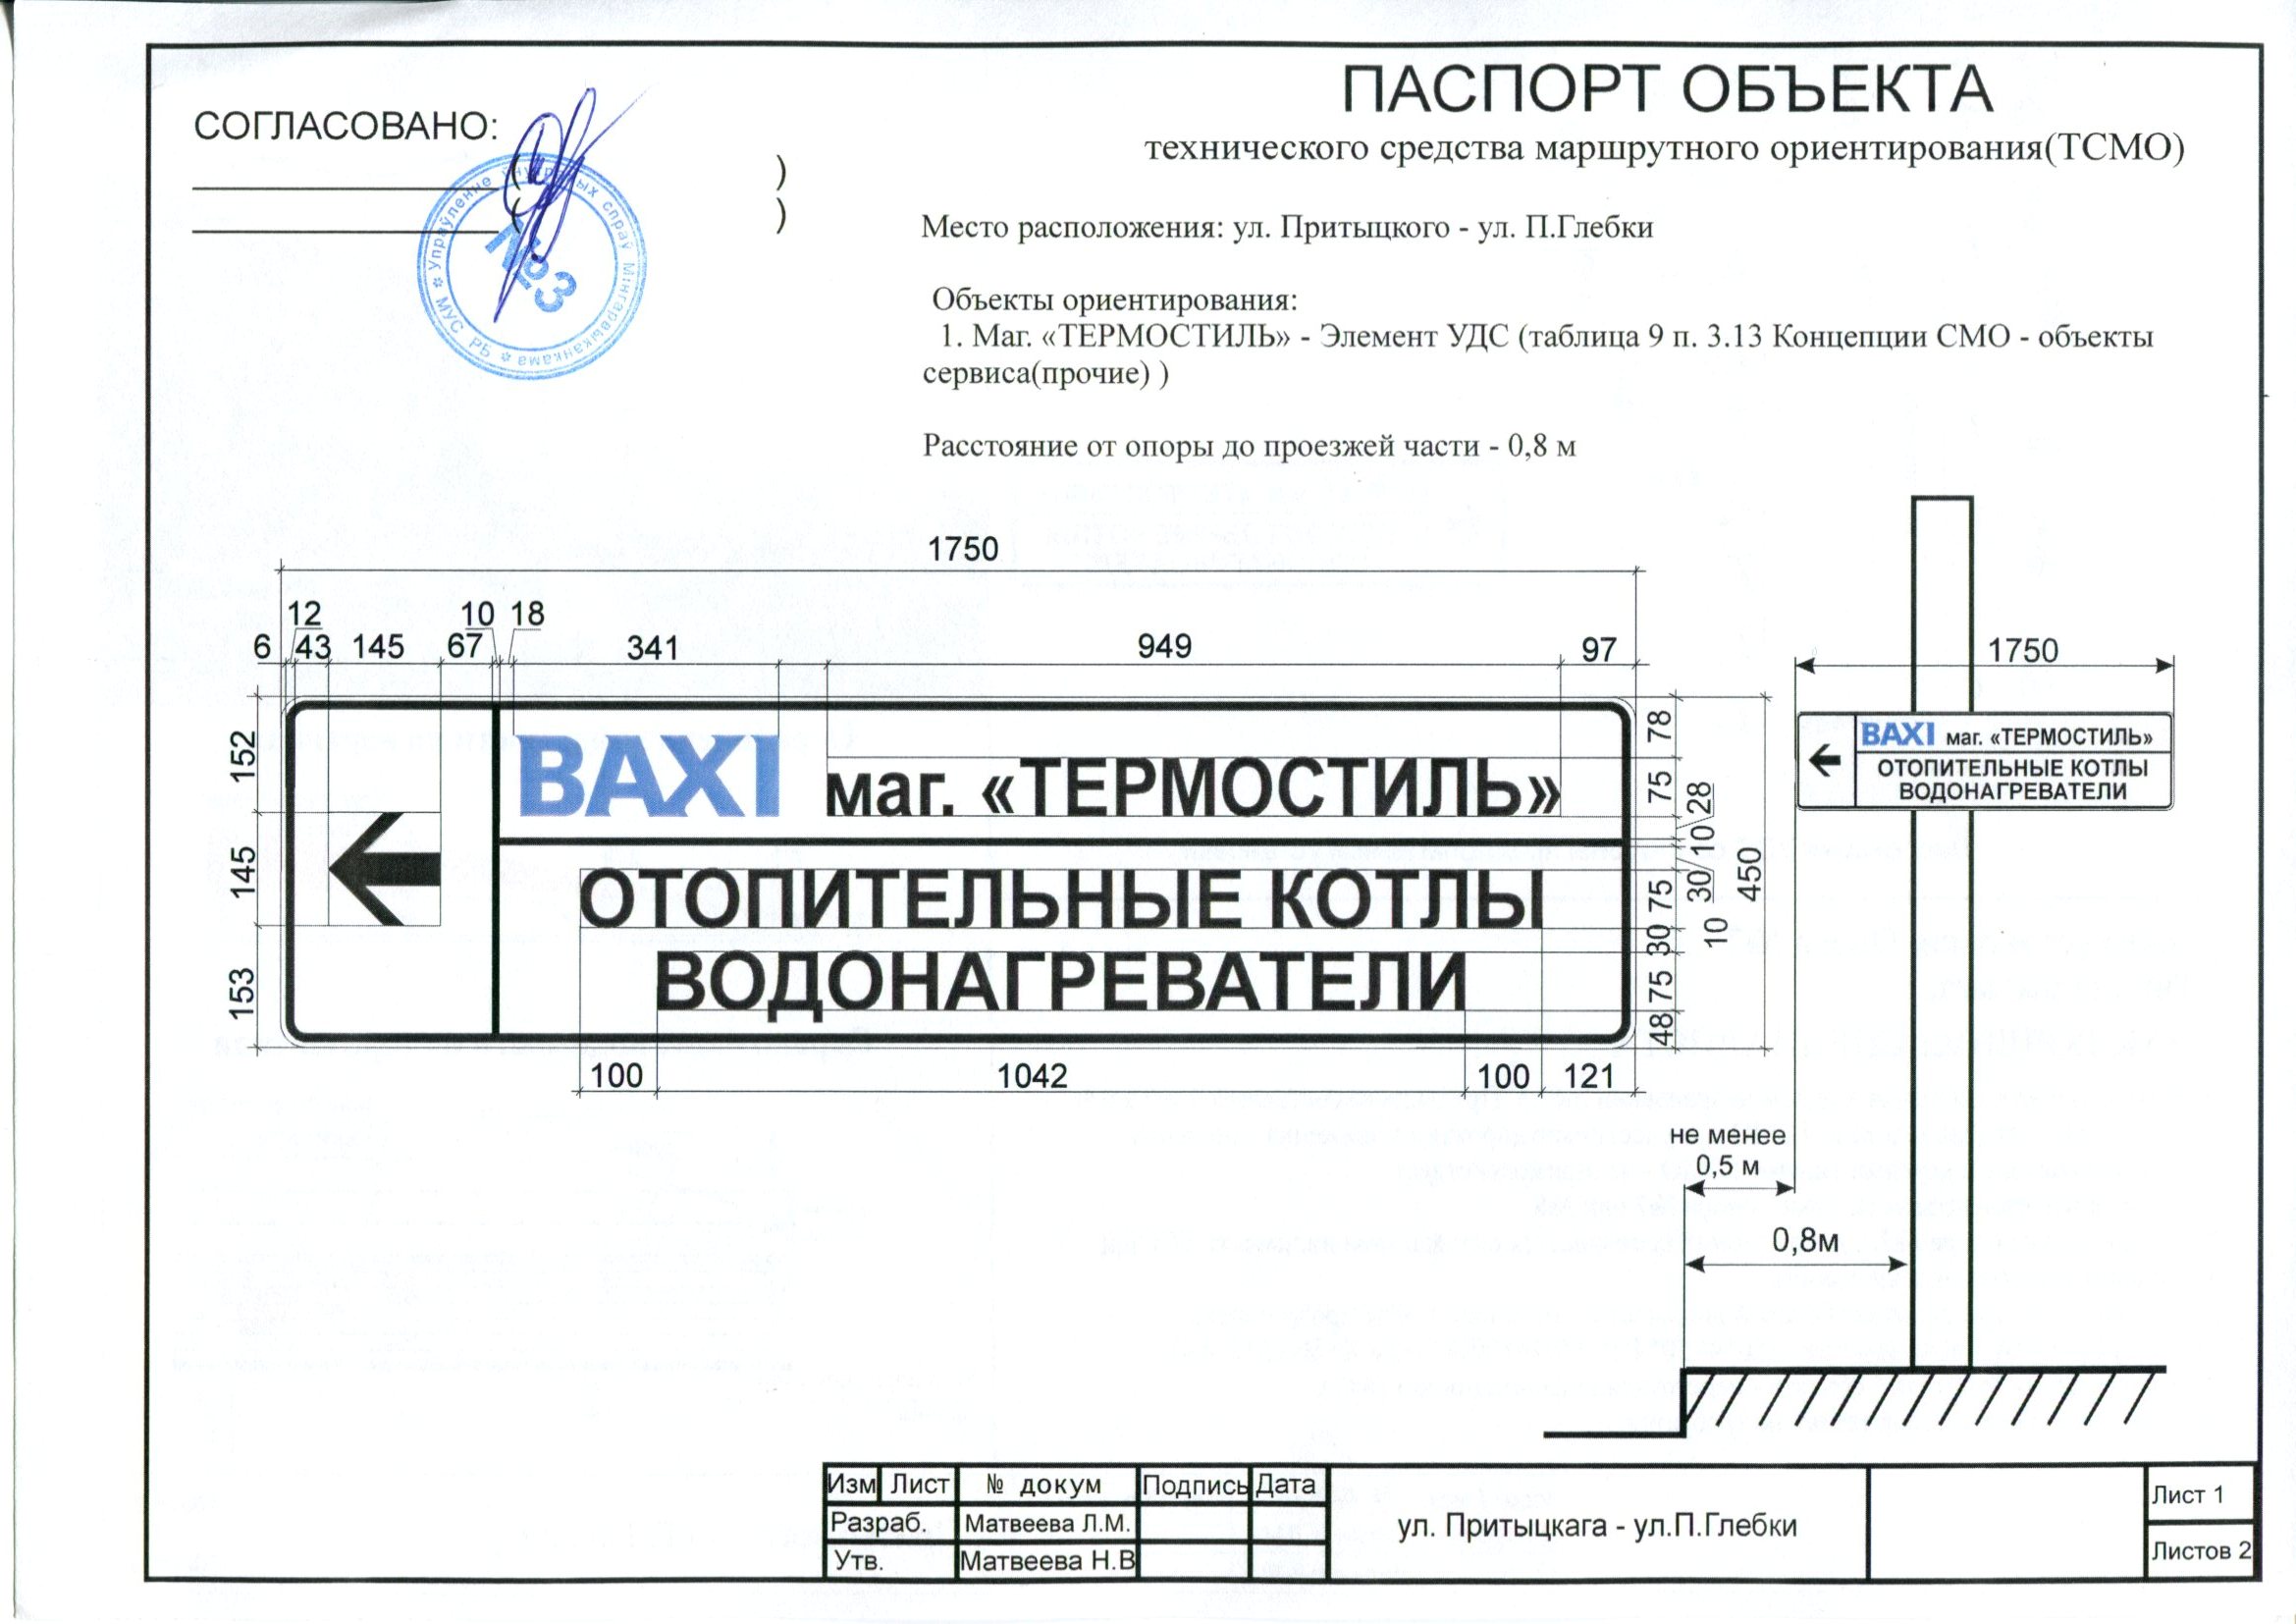 СОГЛАСОВАНО:
( )
( )
Упраўленне ўнутраных спраў Мінгарвыканкама * МУС РБ *
№3
ПАСПОРТ ОБЪЕКТА
технического средства маршрутного ориентирования(ТСМО)
Место расположения: ул. Притыцкого - ул. П.Глебки
Объекты ориентирования:
1. Маг. «ТЕРМОСТИЛЬ» - Элемент УДС (таблица 9 п. 3.13 Концепции СМО - объекты
сервиса(прочие) )
Расстояние от опоры до проезжей части - 0,8 м
1750
12 10 18
6 43 145 67 341 949 97
152
145
153
BAXI маг. «ТЕРМОСТИЛЬ»
ОТОПИТЕЛЬНЫЕ КОТЛЫ
ВОДОНАГРЕВАТЕЛИ
78
75
10 28
30
75
10
30
75
48
450
100 1042 100 121
1750
BAXI маг. «ТЕРМОСТИЛЬ»
ОТОПИТЕЛЬНЫЕ КОТЛЫ
ВОДОНАГРЕВАТЕЛИ
не менее
0,5 м
0,8м
Изм Лист № докум Подпись Дата
Разраб. Матвеева Л.М.
Утв. Матвеева Н.В
ул. Притыцкага - ул.П.Глебки
Лист 1
Листов 2